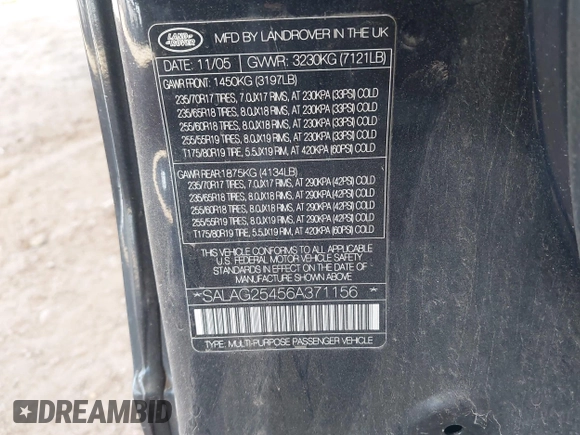 LAND ROVER
MFD BY LANDROVER IN THE UK
DATE: 11/05 GVWR: 3230KG (7121LB)
GAWR FRONT: 1450KG (3197LB)
235/70R17 TIRES, 7.0JX17 RIMS, AT 230KPA (33PSI) COLD
235/65R18 TIRES, 8.0JX18 RIMS, AT 230KPA (33PSI) COLD
255/60R18 TIRES, 8.0JX18 RIMS, AT 230KPA (33PSI) COLD
255/55R19 TIRES, 8.0JX19 RIMS, AT 230KPA (33PSI) COLD
T175/80R19 TIRE, 5.5JX19 RIM, AT 420KPA (60PSI) COLD
GAWR REAR: 1875KG (4134LB)
235/70R17 TIRES, 7.0JX17 RIMS, AT 290KPA (42PSI) COLD
235/65R18 TIRES, 8.0JX18 RIMS, AT 290KPA (42PSI) COLD
255/60R18 TIRES, 8.0JX18 RIMS, AT 290KPA (42PSI) COLD
255/55R19 TIRES, 8.0JX19 RIMS, AT 290KPA (42PSI) COLD
T175/80R19 TIRE, 5.5JX19 RIM, AT 420KPA (60PSI) COLD
THIS VEHICLE CONFORMS TO ALL APPLICABLE
U.S. FEDERAL MOTOR VEHICLE SAFETY
STANDARDS IN EFFECT ON THE DATE OF
MANUFACTURE SHOWN ABOVE
*SALAG25456A371156 *
TYPE: MULTI-PURPOSE PASSENGER VEHICLE
DREAMBID